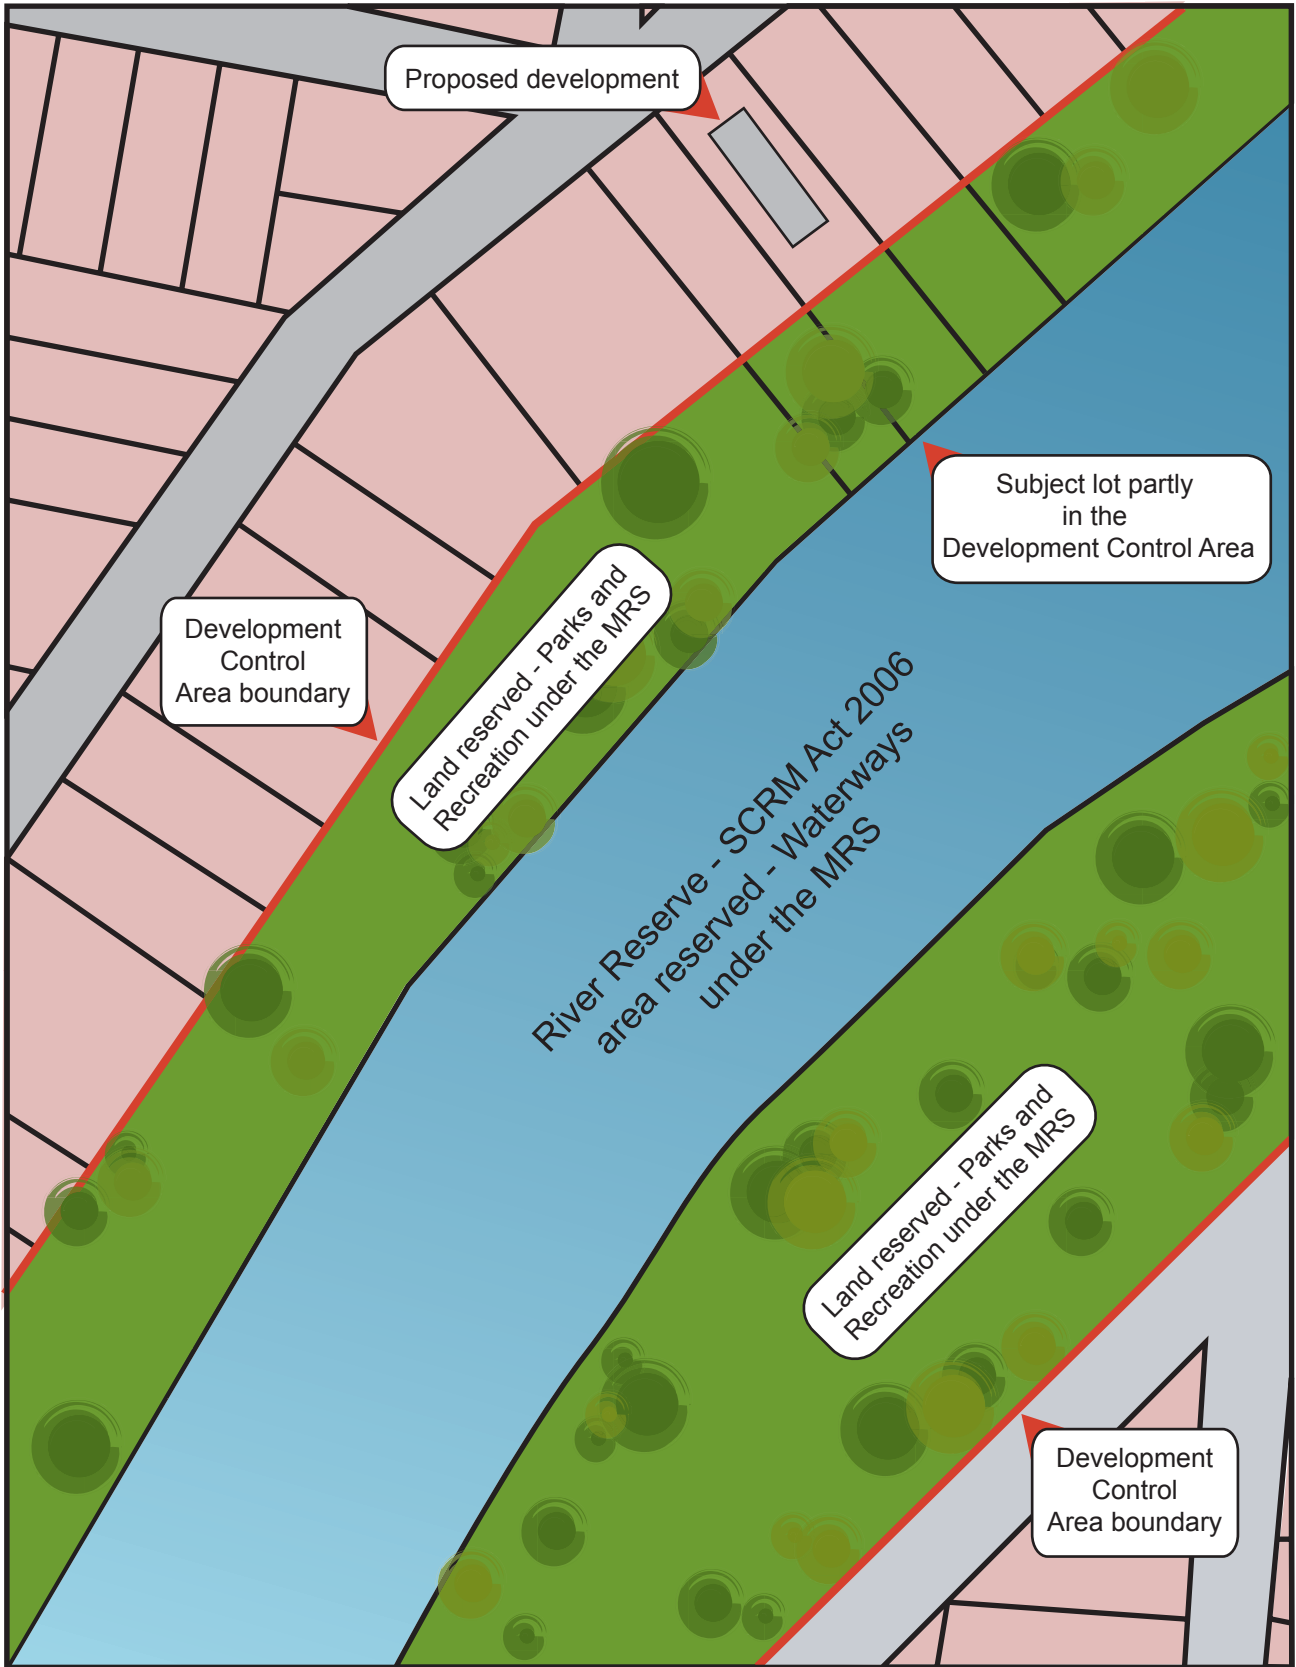 Proposed development
Subject lot partly
in the
Development Control Area
Development
Control
Area boundary
Land reserved - Parks and
Recreation under the MRS
River Reserve - SCRM Act 2006
area reserved - Waterways
under the MRS
Land reserved - Parks and
Recreation under the MRS
Development
Control
Area boundary